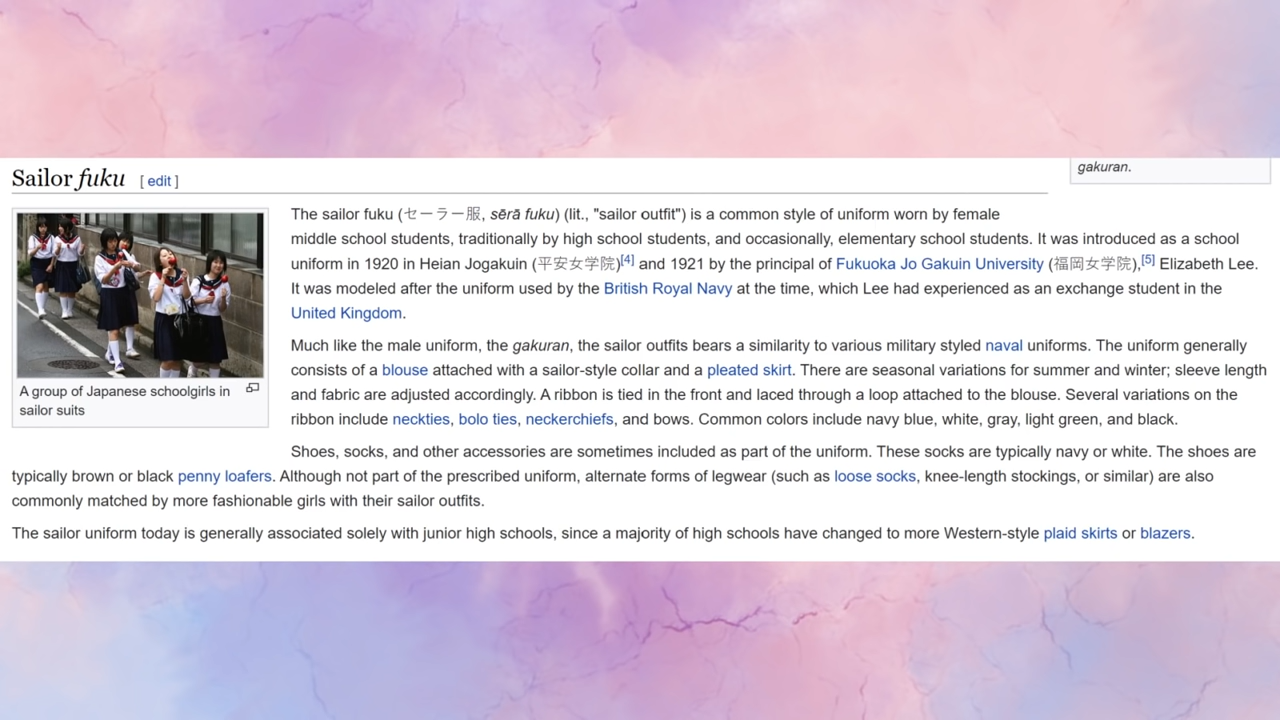 gakuran.
Sailor fuku [ edit ]
The sailor fuku (セーラー服, sērā fuku) (lit., "sailor outfit") is a common style of uniform worn by female
middle school students, traditionally by high school students, and occasionally, elementary school students. It was introduced as a school
uniform in 1920 in Heian Jogakuin (平安女学院)[4] and 1921 by the principal of Fukuoka Jo Gakuin University (福岡女学院),[5] Elizabeth Lee.
It was modeled after the uniform used by the British Royal Navy at the time, which Lee had experienced as an exchange student in the
United Kingdom.
Much like the male uniform, the gakuran, the sailor outfits bears a similarity to various military styled naval uniforms. The uniform generally
consists of a blouse attached with a sailor-style collar and a pleated skirt. There are seasonal variations for summer and winter; sleeve length
and fabric are adjusted accordingly. A ribbon is tied in the front and laced through a loop attached to the blouse. Several variations on the
ribbon include neckties, bolo ties, neckerchiefs, and bows. Common colors include navy blue, white, gray, light green, and black.
A group of Japanese schoolgirls in
sailor suits
Shoes, socks, and other accessories are sometimes included as part of the uniform. These socks are typically navy or white. The shoes are
typically brown or black penny loafers. Although not part of the prescribed uniform, alternate forms of legwear (such as loose socks, knee-length stockings, or similar) are also
commonly matched by more fashionable girls with their sailor outfits.
The sailor uniform today is generally associated solely with junior high schools, since a majority of high schools have changed to more Western-style plaid skirts or blazers.